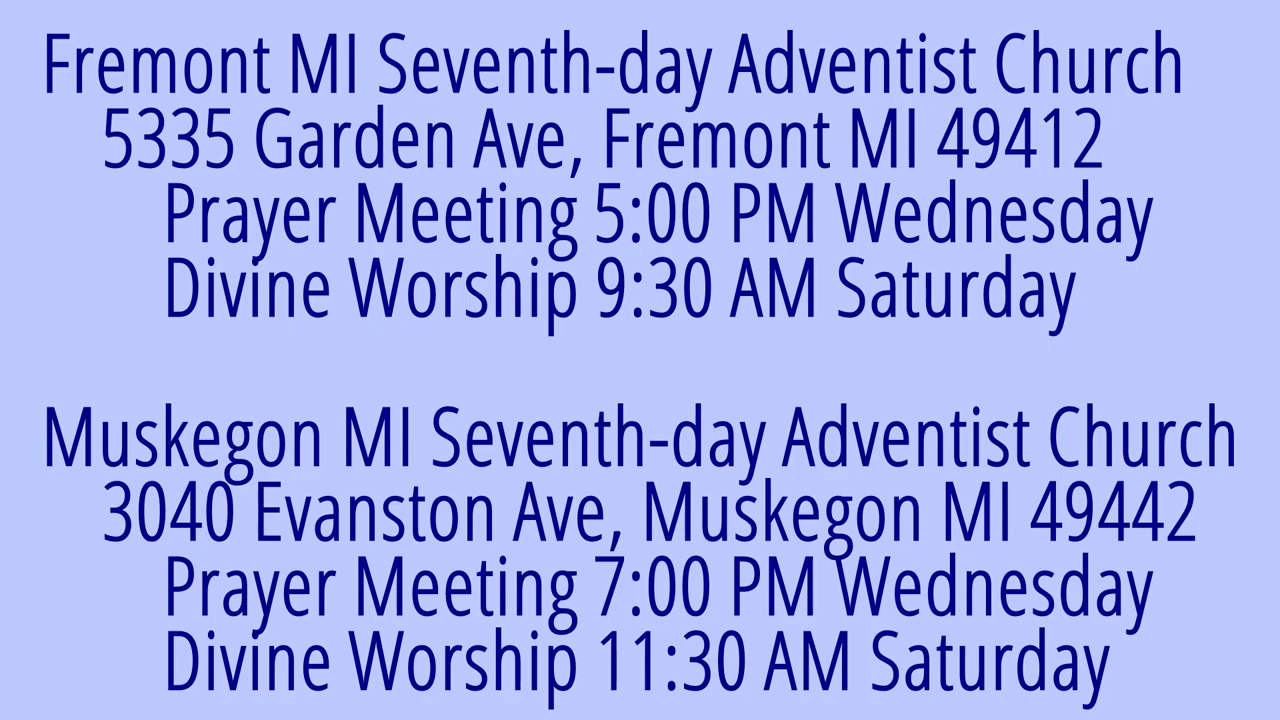 Fremont MI Seventh-day Adventist Church
5335 Garden Ave, Fremont MI 49412
Prayer Meeting 5:00 PM Wednesday
Divine Worship 9:30 AM Saturday
Muskegon MI Seventh-day Adventist Church
3040 Evanston Ave, Muskegon MI 49442
Prayer Meeting 7:00 PM Wednesday
Divine Worship 11:30 AM Saturday